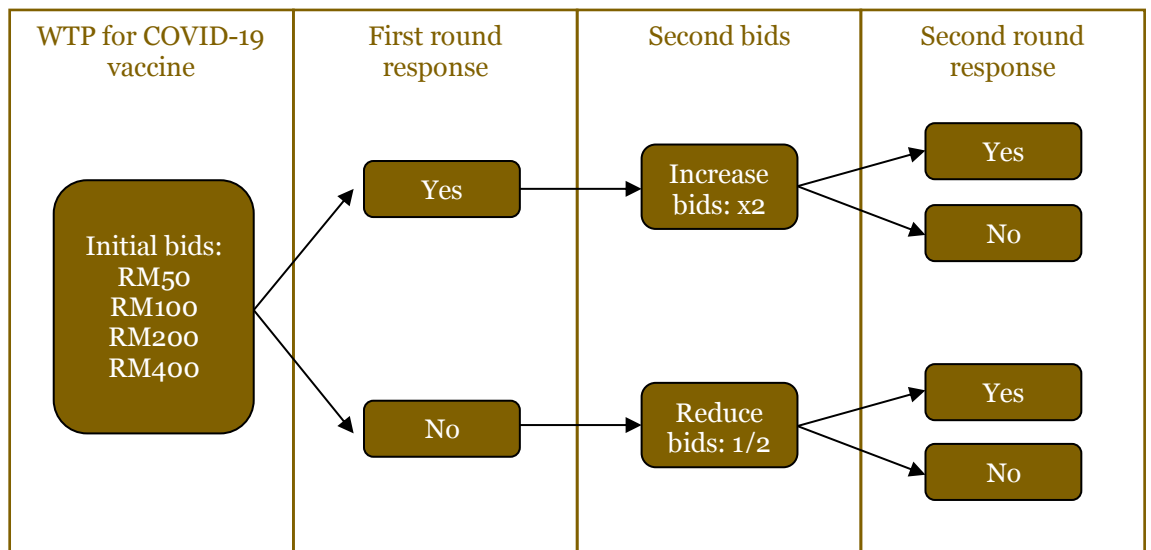 WTP for COVID-19
vaccine
First round
response
Second bids
Second round
response
Initial bids:
RM50
RM100
RM200
RM400
Yes
No
Increase
bids: x2
Reduce
bids: 1/2
Yes
No
Yes
No